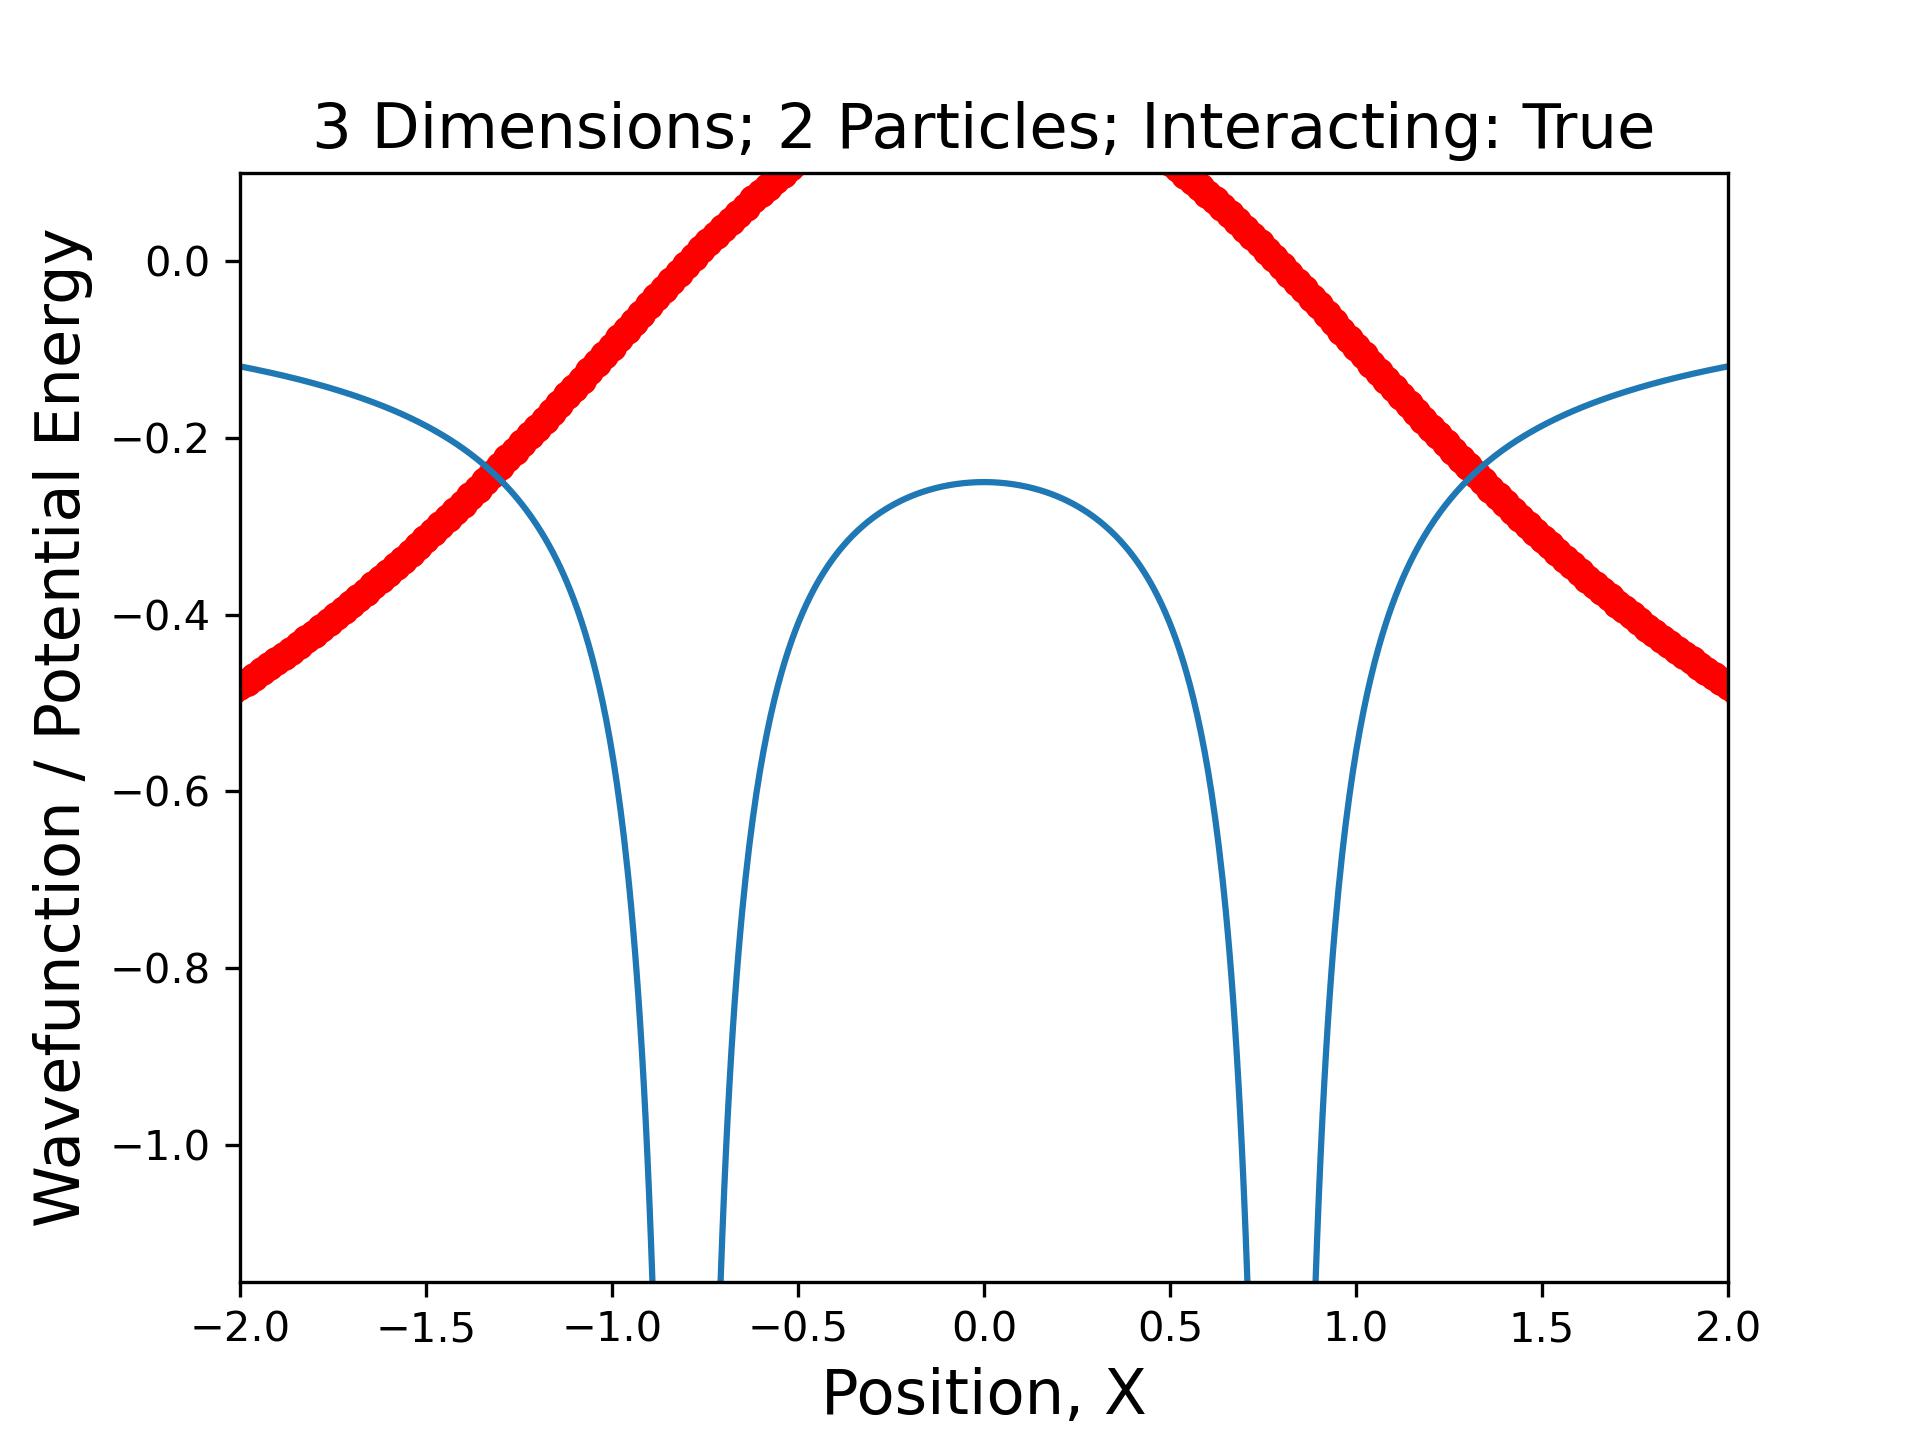 3 Dimensions; 2 Particles; Interacting: True
Wavefunction / Potential Energy
0.0
−0.2
−0.4
−0.6
−0.8
−1.0
−2.0 −1.5 −1.0 −0.5 0.0 0.5 1.0 1.5 2.0
Position, X